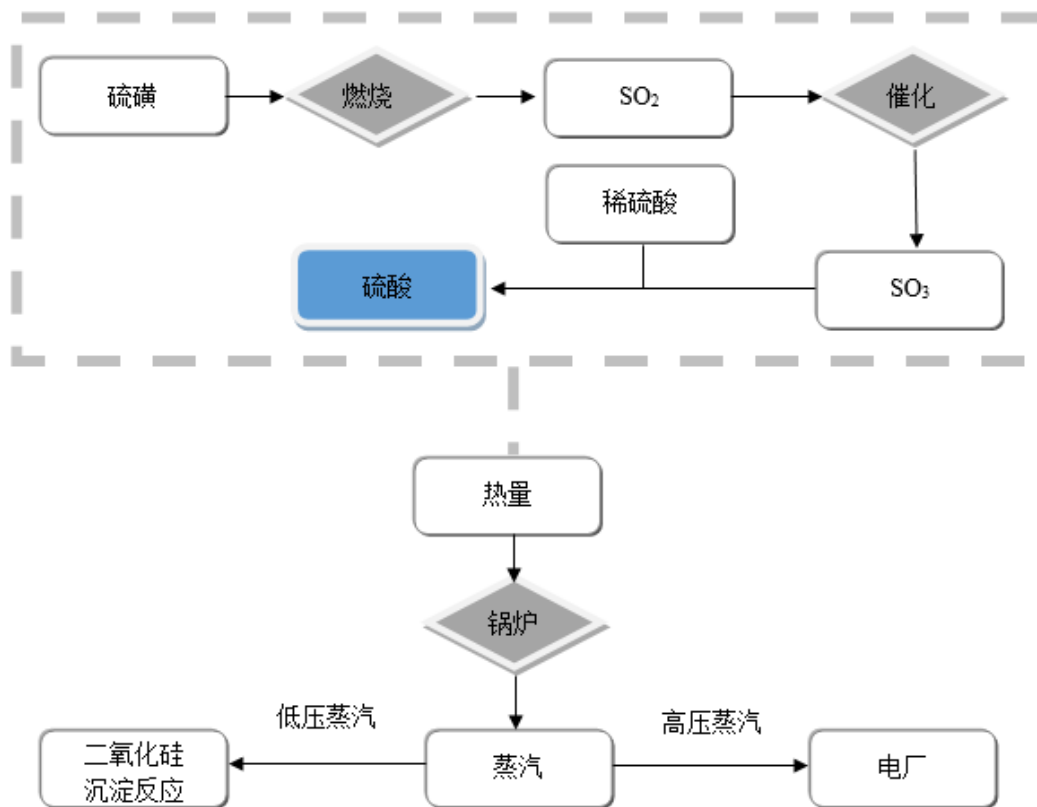 硫磺
燃烧
SO₂
催化
稀硫酸
硫酸
SO₃
热量
锅炉
低压蒸汽
高压蒸汽
二氧化硅
沉淀反应
蒸汽
电厂